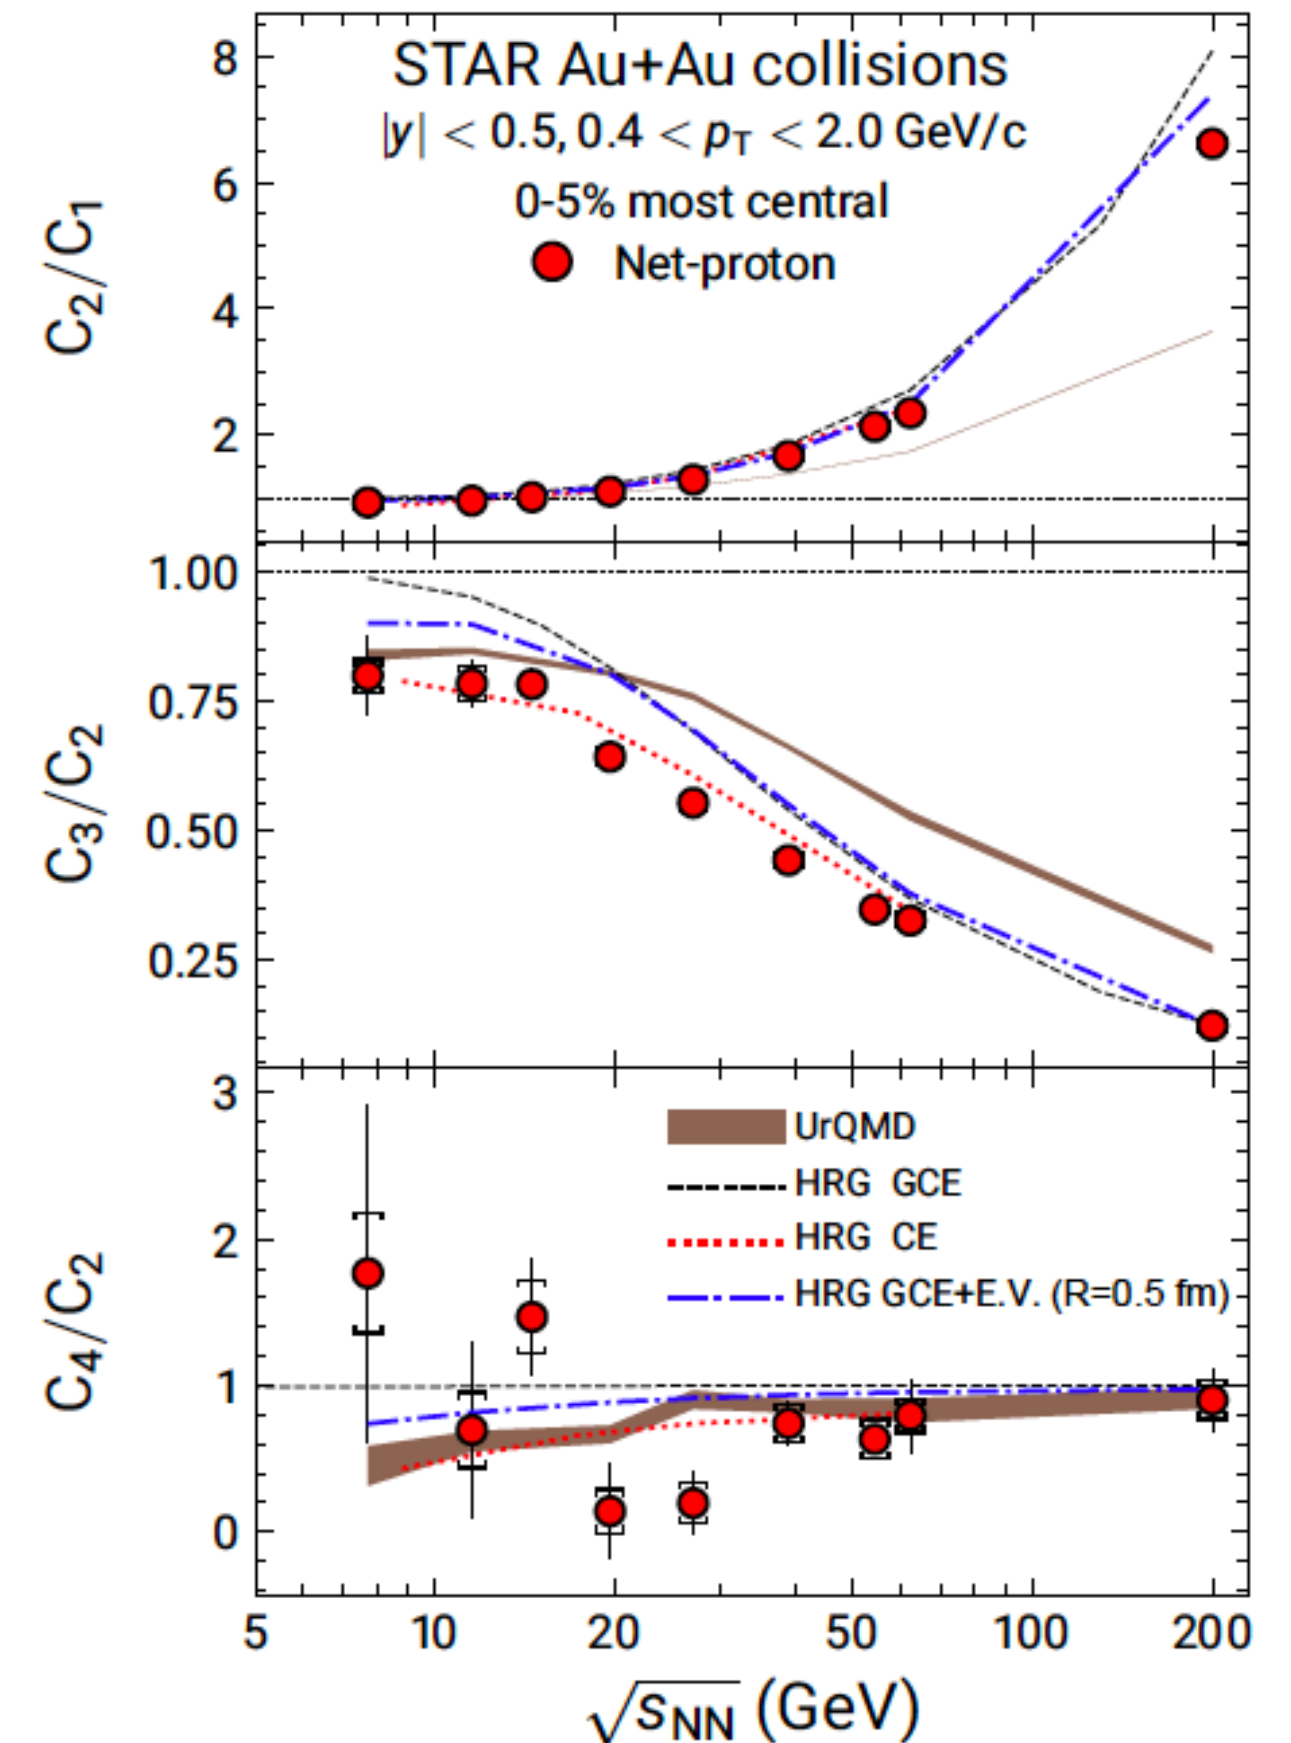 8
6
4
2
C₂/C₁
STAR Au+Au collisions
|y| < 0.5, 0.4 < p_T < 2.0 GeV/c
0-5% most central
Net-proton
1.00
0.75
0.50
0.25
C₃/C₂
3
2
1
0
C₄/C₂
UrQMD
HRG GCE
HRG CE
HRG GCE+E.V. (R=0.5 fm)
5 10 20 50 100 200
√s_NN (GeV)